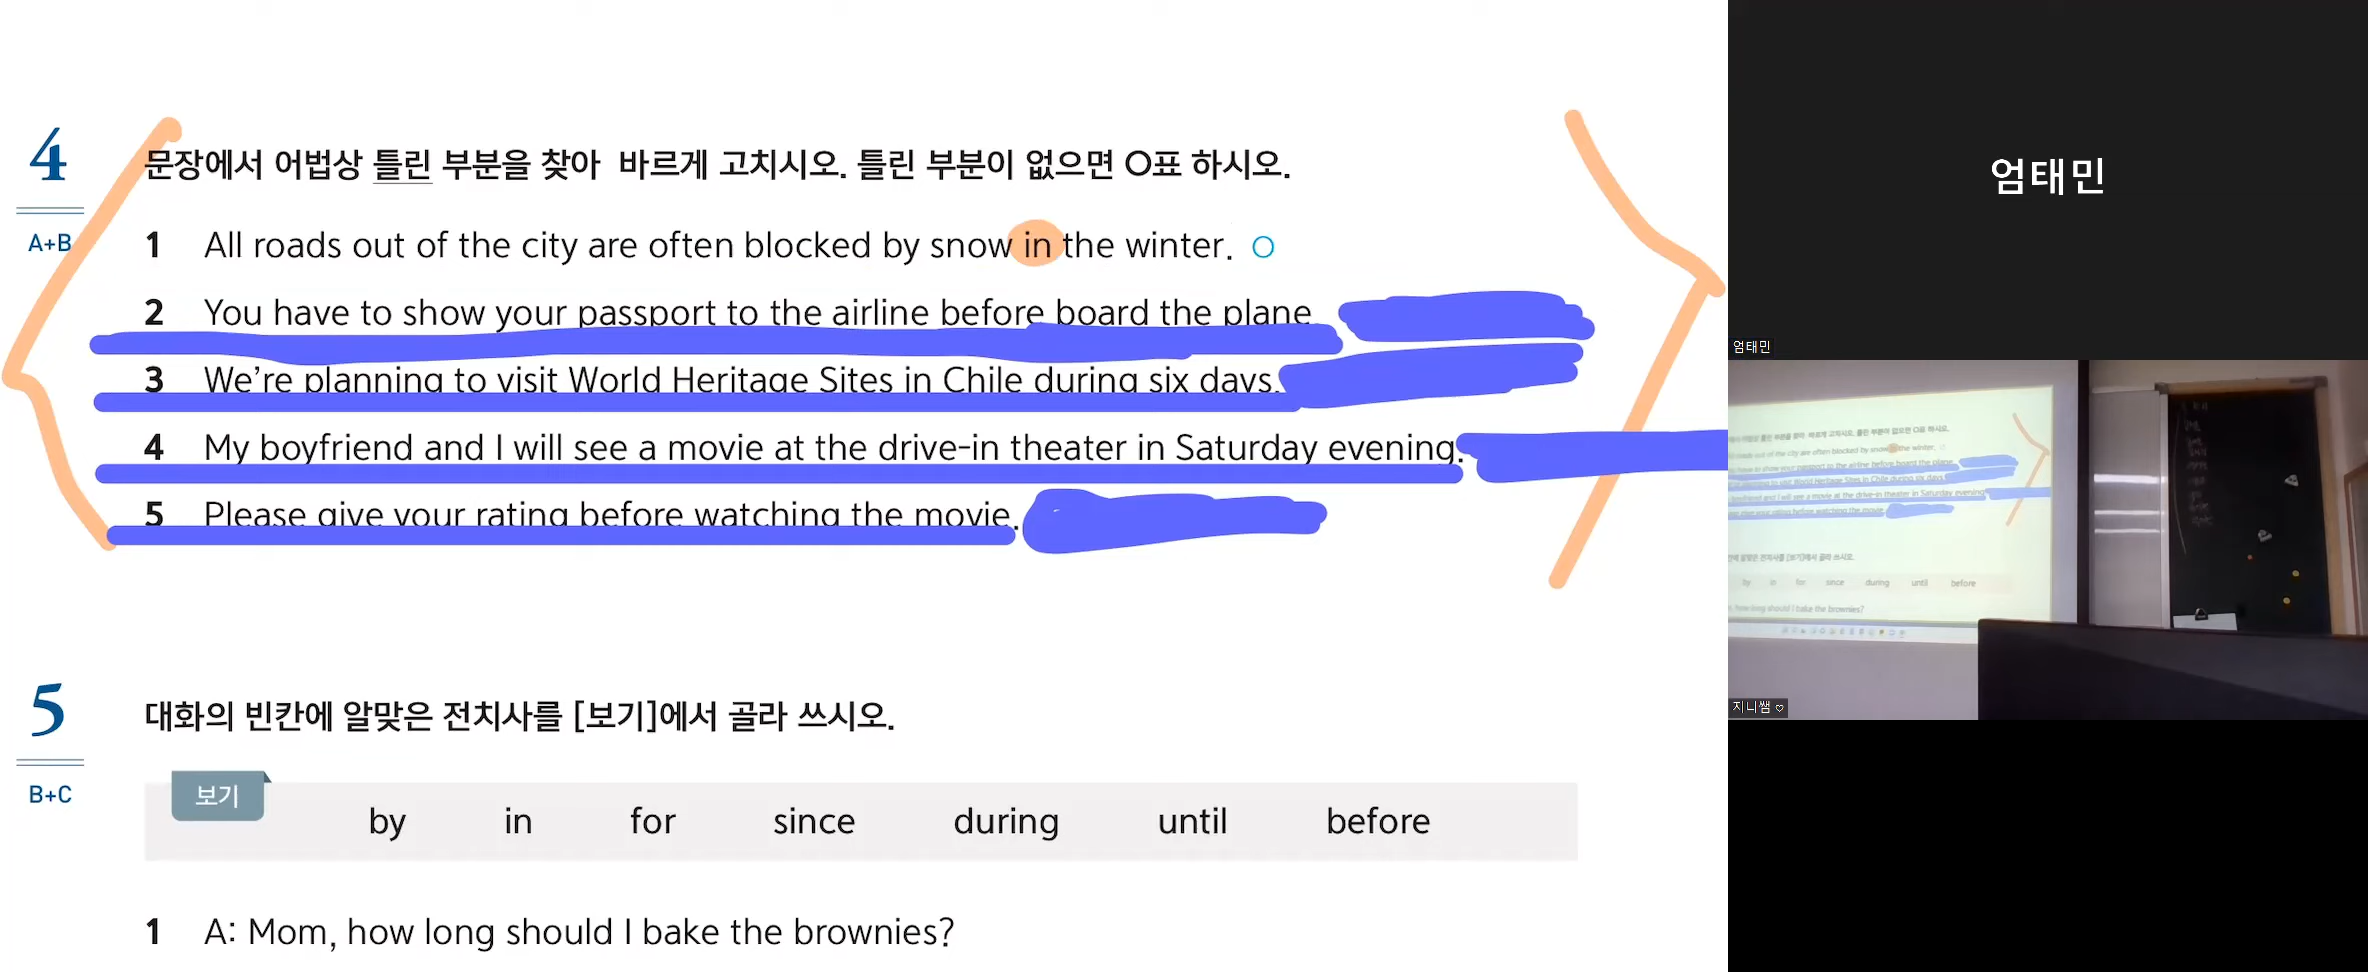 4
A+B
문장에서 어법상 틀린 부분을 찾아 바르게 고치시오. 틀린 부분이 없으면 O표 하시오.
1 All roads out of the city are often blocked by snow in the winter. O
2 You have to show your passport to the airline before board the plane.
3 We're planning to visit World Heritage Sites in Chile during six days.
4 My boyfriend and I will see a movie at the drive-in theater in Saturday evening.
5 Please give your rating before watching the movie.
5
B+C
대화의 빈칸에 알맞은 전치사를 [보기]에서 골라 쓰시오.
보기
by in for since during until before
1 A: Mom, how long should I bake the brownies?
엄태민
엄태민
지니쌤 ♡